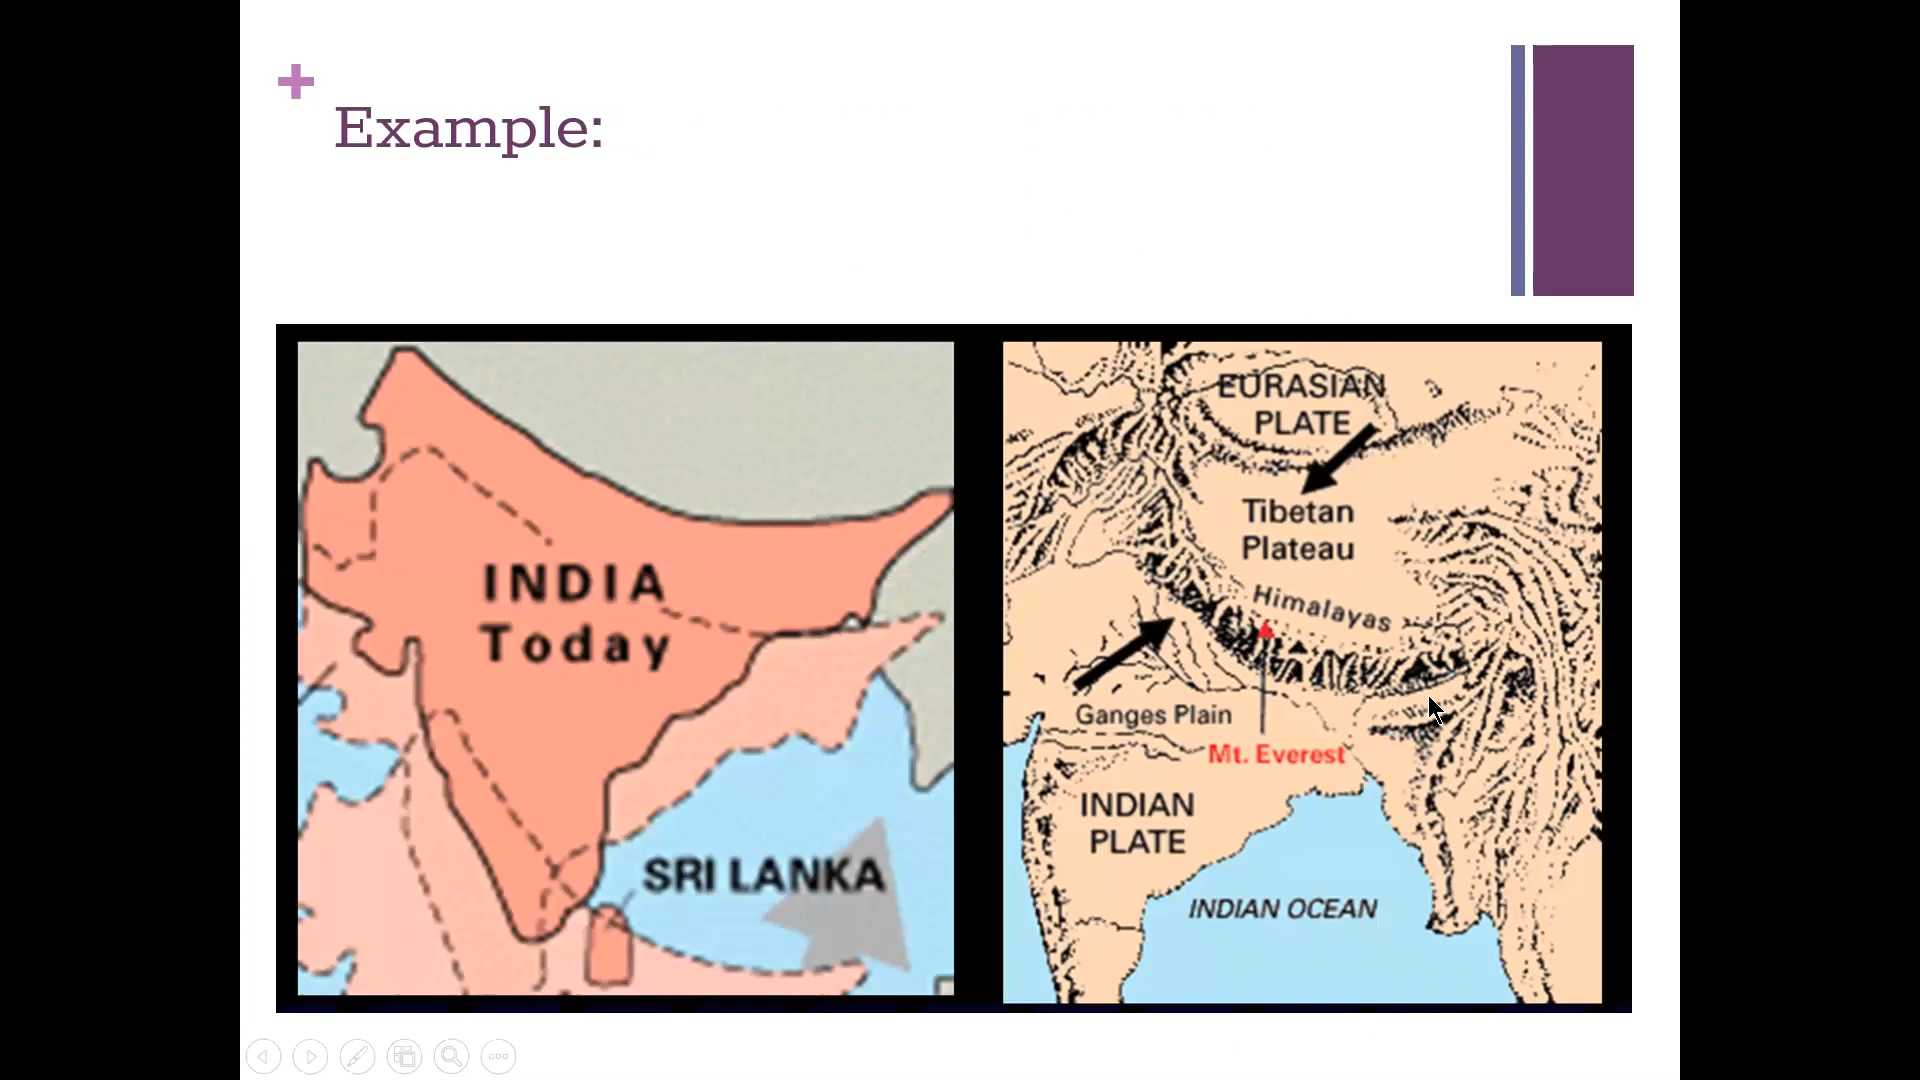 +
Example:
INDIA
Today
SRI LANKA
EURASIAN
PLATE
Tibetan
Plateau
Himalayas
Ganges Plain
Mt. Everest
INDIAN
PLATE
INDIAN OCEAN